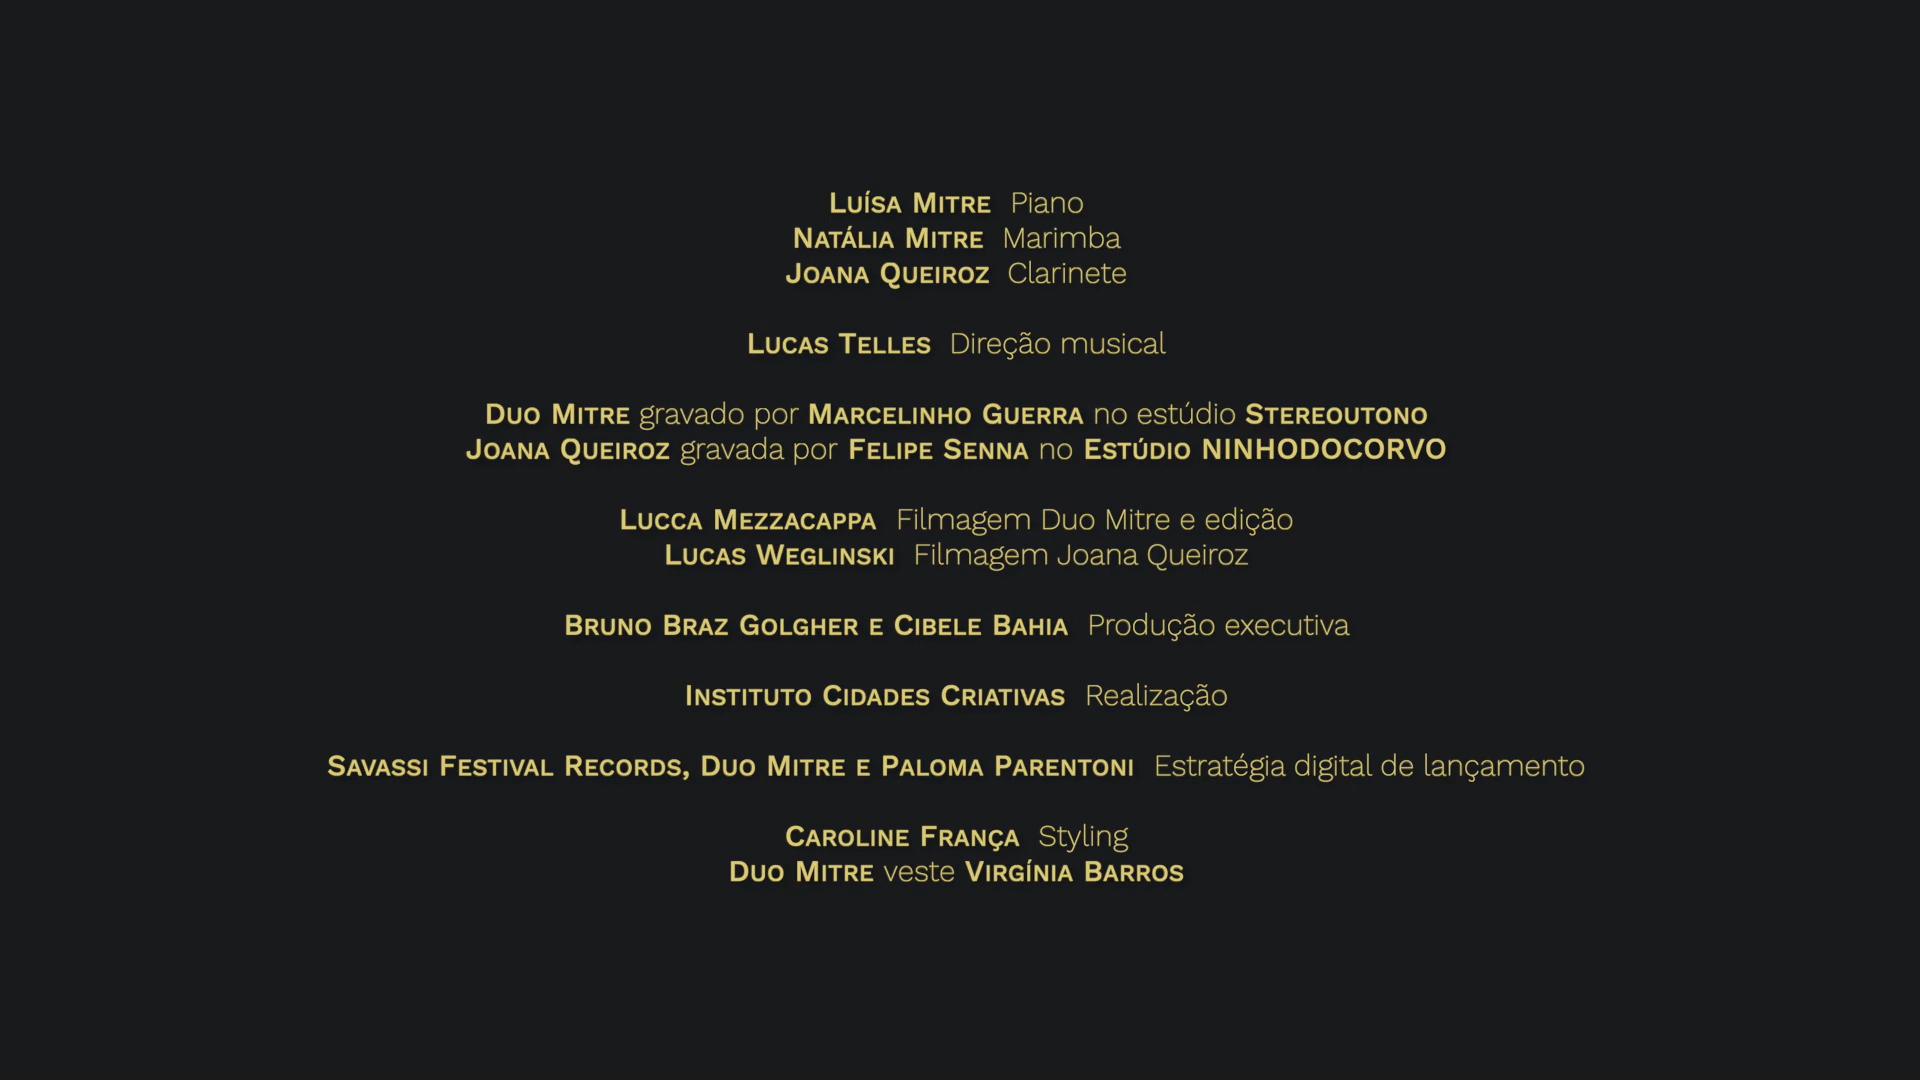 Luísa Mitre Piano
Natália Mitre Marimba
Joana Queiroz Clarinete
Lucas Telles Direção musical
Duo Mitre gravado por Marcelinho Guerra no estúdio Stereoutono
Joana Queiroz gravada por Felipe Senna no Estúdio NINHODOCORVO
Lucca Mezzacappa Filmagem Duo Mitre e edição
Lucas Weglinski Filmagem Joana Queiroz
Bruno Braz Golgher e Cibele Bahia Produção executiva
Instituto Cidades Criativas Realização
Savassi Festival Records, Duo Mitre e Paloma Parentoni Estratégia digital de lançamento
Caroline França Styling
Duo Mitre veste Virgínia Barros